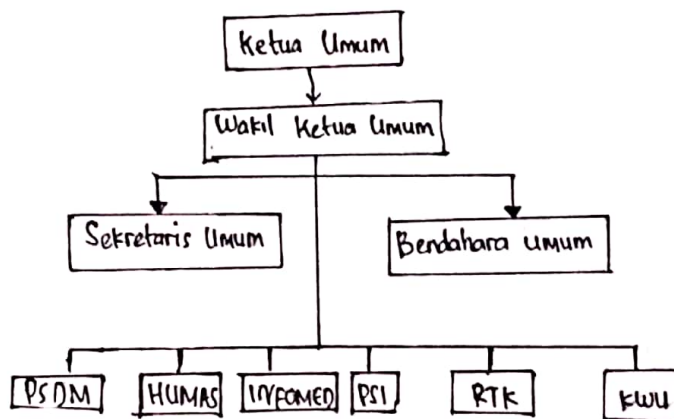 Ketua Umum
Wakil Ketua Umum
Sekretaris Umum
Bendahara Umum
PSDM
HUMAS
INFOMED
PSI
RTK
KWU